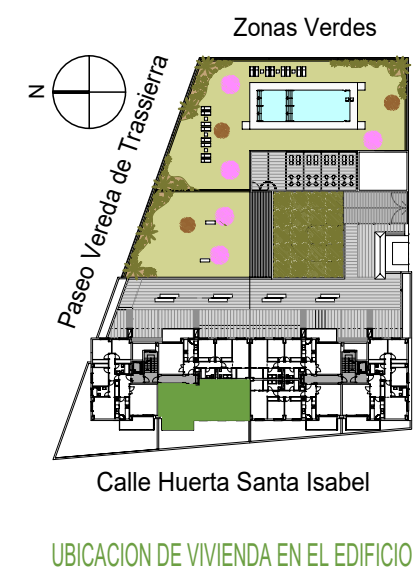 Zonas Verdes
N
Paseo Vereda de Trassierra
Calle Huerta Santa Isabel
UBICACION DE VIVIENDA EN EL EDIFICIO